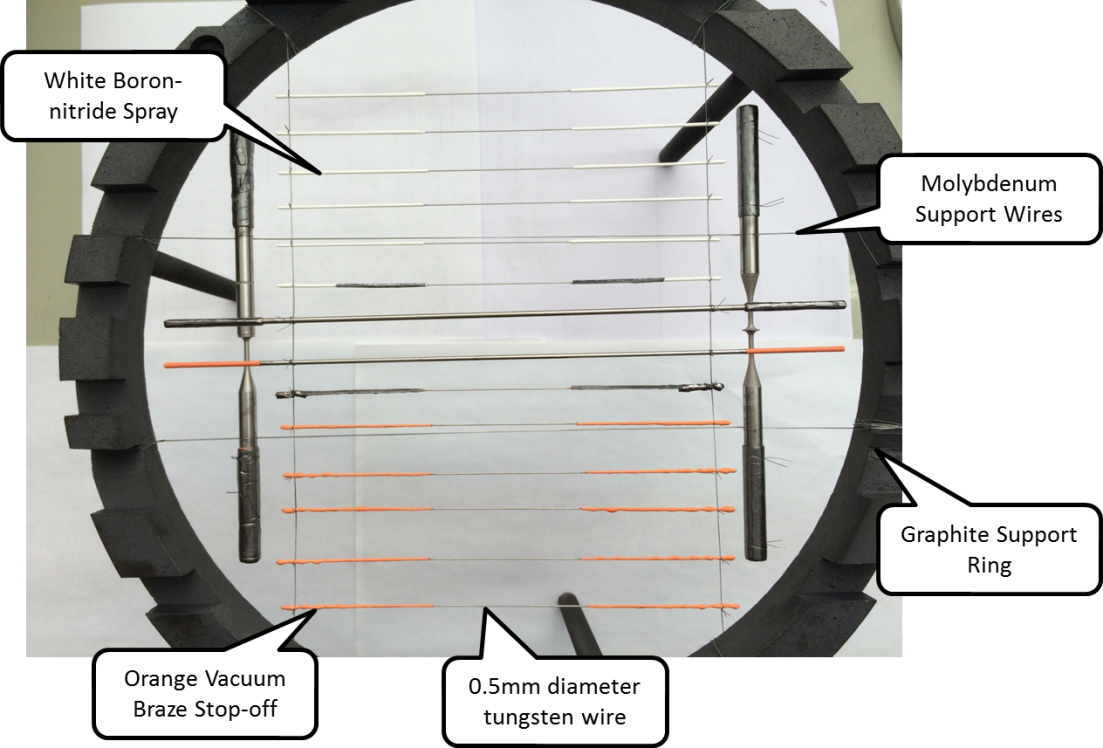 White Boron-
nitride Spray
Molybdenum
Support Wires
Graphite Support
Ring
Orange Vacuum
Braze Stop-off
0.5mm diameter
tungsten wire